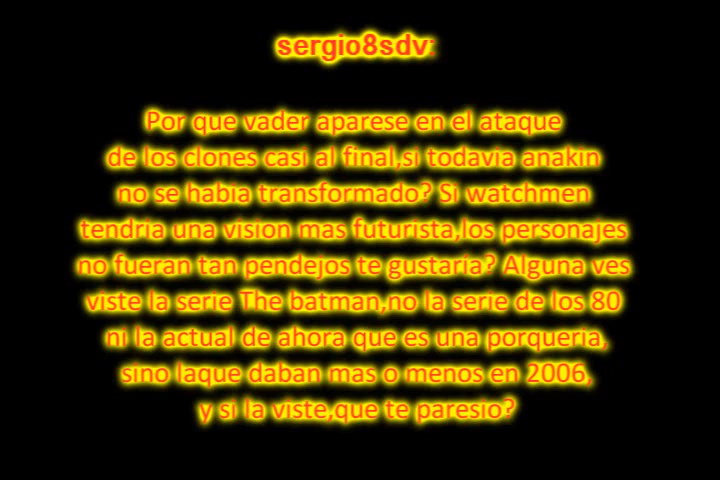 sergio8sdv:
Por que vader aparese en el ataque
de los clones casi al final,si todavia anakin
no se habia transformado? Si watchmen
tendria una vision mas futurista,los personajes
no fueran tan pendejos te gustaria? Alguna ves
viste la serie The batman,no la serie de los 80
ni la actual de ahora que es una porqueria,
sino laque daban mas o menos en 2006,
y si la viste,que te paresio?